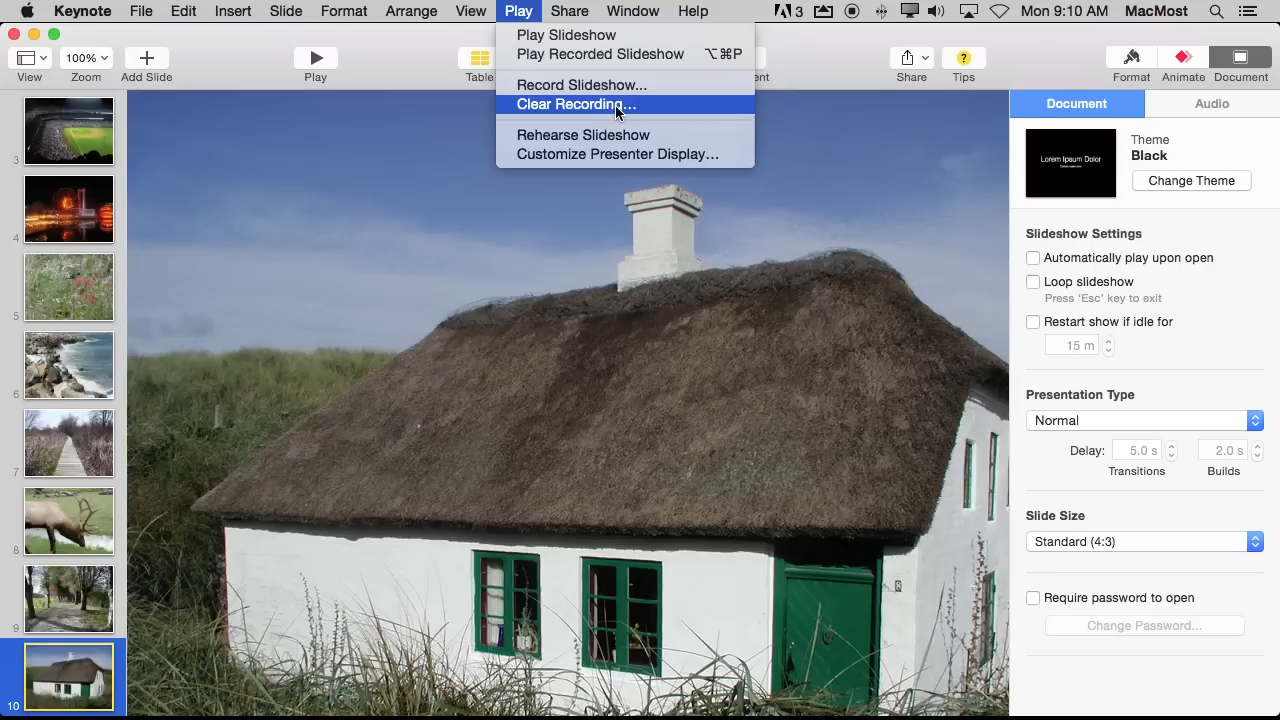 Keynote File Edit Insert Slide Format Arrange View Play Share Window Help 3 Mon 9:10 AM MacMost
100%
View Zoom Add Slide Play Table Share Tips Format Animate Document
Play Slideshow
Play Recorded Slideshow ⌥⌘P
Record Slideshow...
Clear Recording...
Rehearse Slideshow
Customize Presenter Display...
3
4
5
6
7
8
9
10
Document Audio
Lorem Ipsum Dolor
Theme
Black
Change Theme
Slideshow Settings
Automatically play upon open
Loop slideshow
Press 'Esc' key to exit
Restart show if idle for
15 m
Presentation Type
Normal
Delay: 5.0 s 2.0 s
Transitions Builds
Slide Size
Standard (4:3)
Require password to open
Change Password...